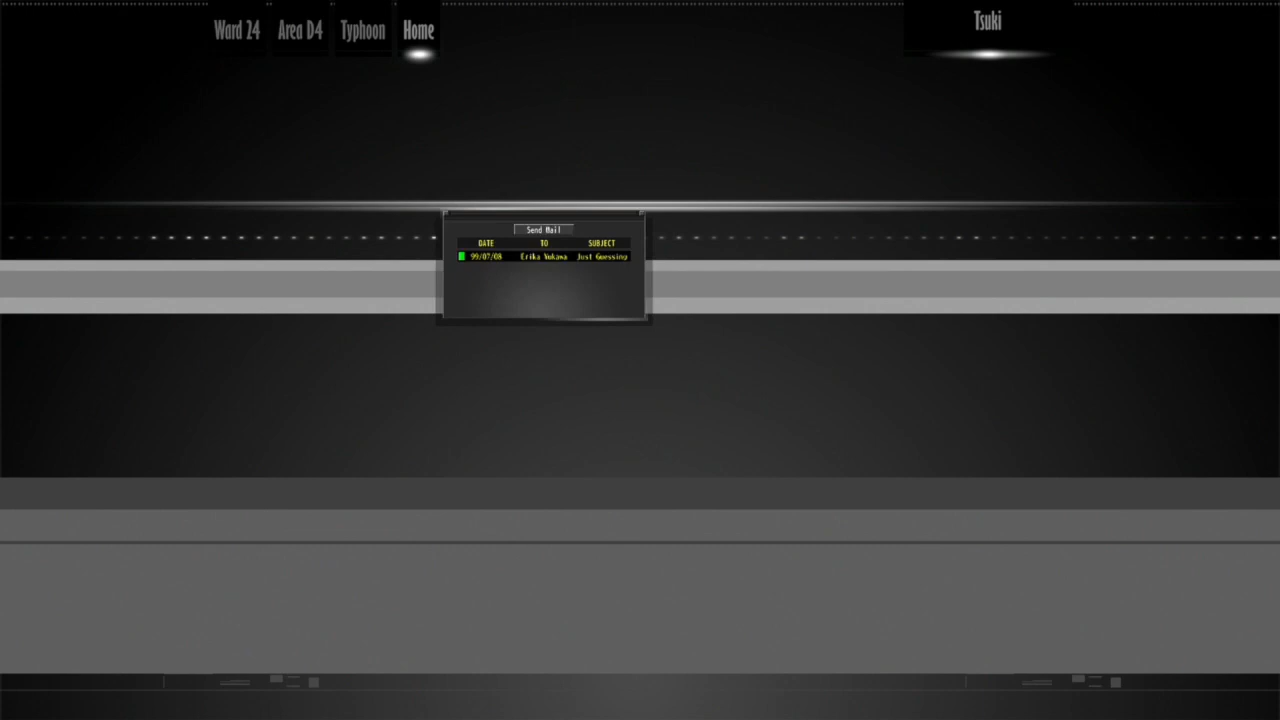 Ward 24 Area D4 Typhoon Home Tsuki
Send Mail
DATE TO SUBJECT
99/07/08 Erika Yukawa Just Guessing